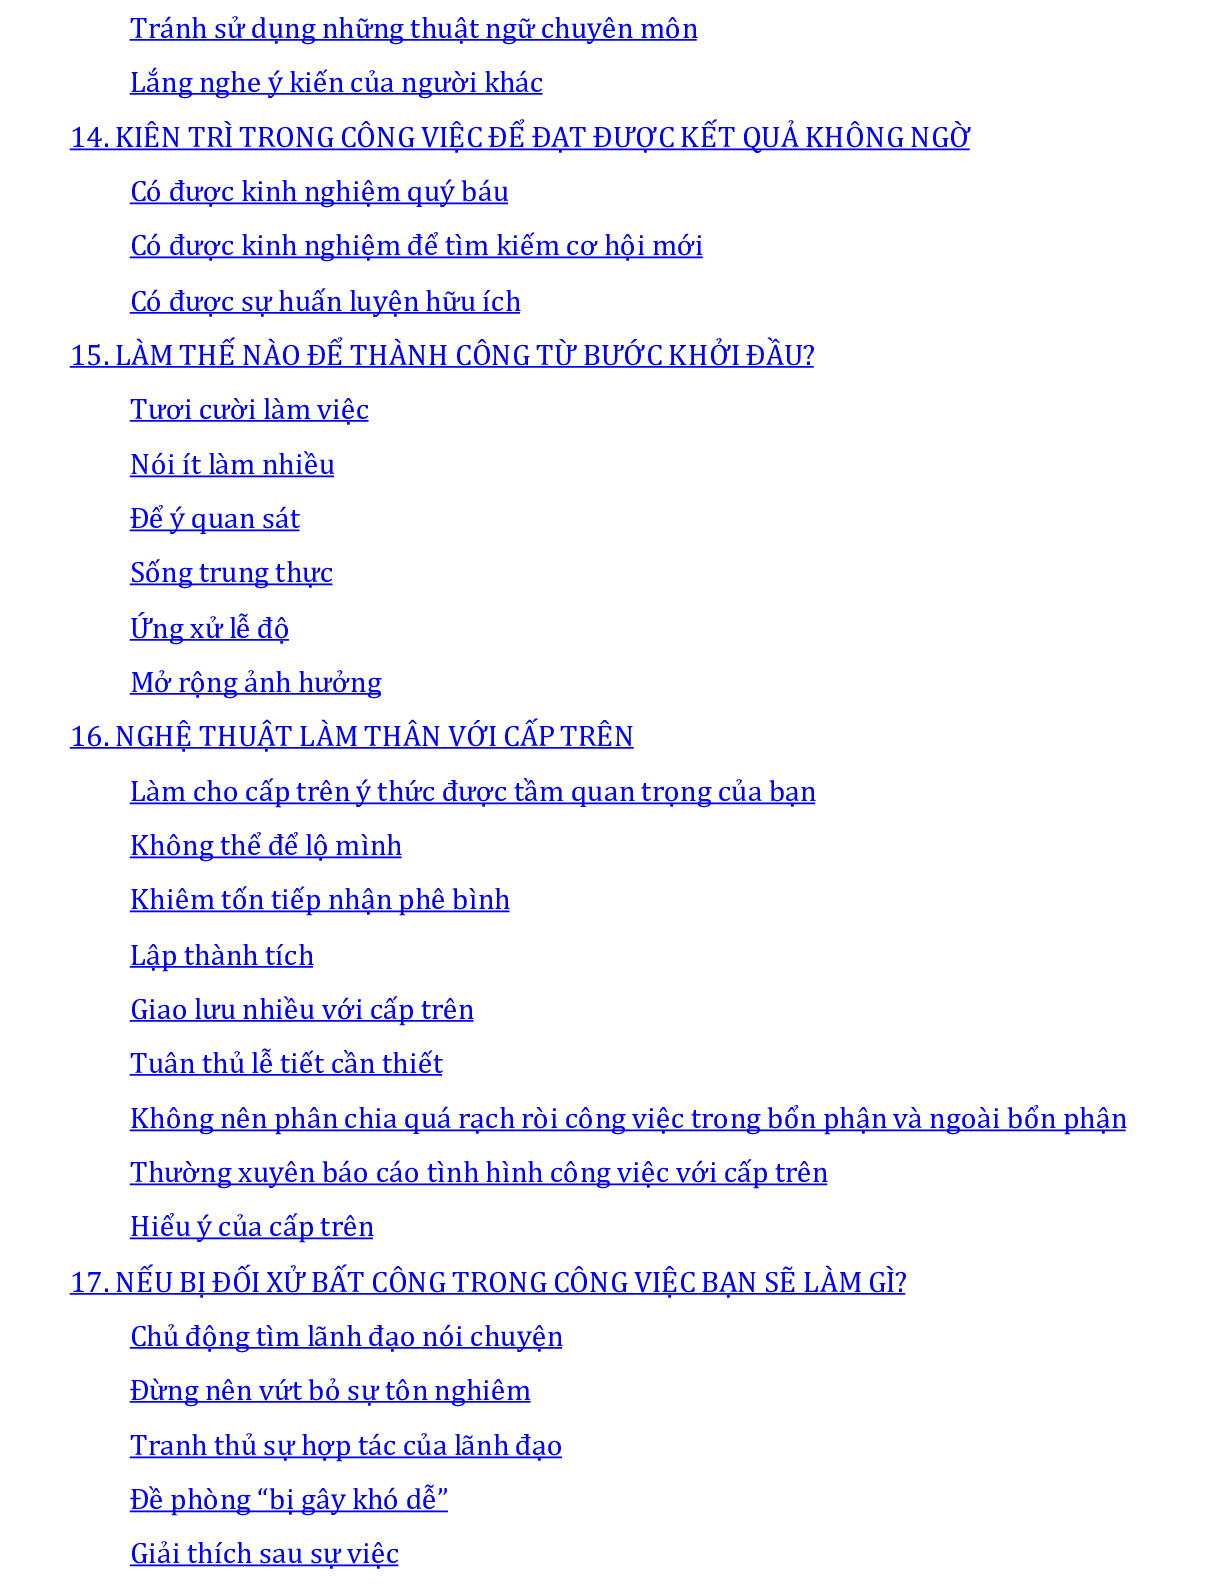 Tránh sử dụng những thuật ngữ chuyên môn
Lắng nghe ý kiến của người khác
14. KIÊN TRÌ TRONG CÔNG VIỆC ĐỂ ĐẠT ĐƯỢC KẾT QUẢ KHÔNG NGỜ
Có được kinh nghiệm quý báu
Có được kinh nghiệm để tìm kiếm cơ hội mới
Có được sự huấn luyện hữu ích
15. LÀM THẾ NÀO ĐỂ THÀNH CÔNG TỪ BƯỚC KHỞI ĐẦU?
Tươi cười làm việc
Nói ít làm nhiều
Để ý quan sát
Sống trung thực
Ứng xử lễ độ
Mở rộng ảnh hưởng
16. NGHỆ THUẬT LÀM THÂN VỚI CẤP TRÊN
Làm cho cấp trên ý thức được tầm quan trọng của bạn
Không thể để lộ mình
Khiêm tốn tiếp nhận phê bình
Lập thành tích
Giao lưu nhiều với cấp trên
Tuân thủ lễ tiết cần thiết
Không nên phân chia quá rạch ròi công việc trong bổn phận và ngoài bổn phận
Thường xuyên báo cáo tình hình công việc với cấp trên
Hiểu ý của cấp trên
17. NẾU BỊ ĐỐI XỬ BẤT CÔNG TRONG CÔNG VIỆC BẠN SẼ LÀM GÌ?
Chủ động tìm lãnh đạo nói chuyện
Đừng nên vứt bỏ sự tôn nghiêm
Tranh thủ sự hợp tác của lãnh đạo
Đề phòng “bị gây khó dễ”
Giải thích sau sự việc